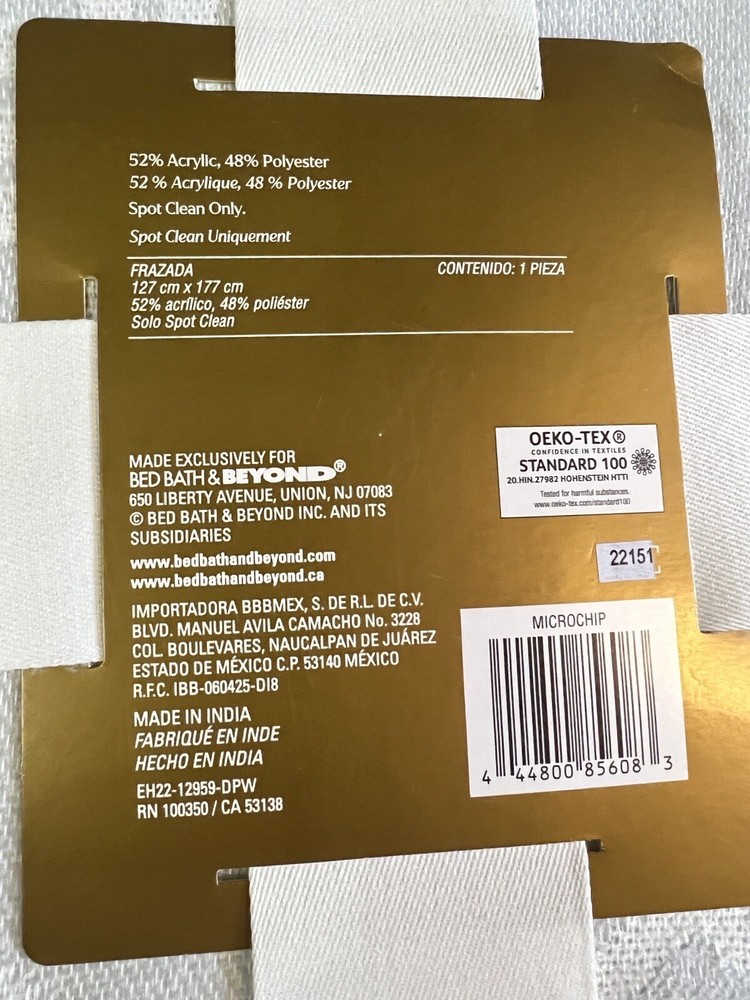 52% Acrylic, 48% Polyester
52 % Acrylique, 48 % Polyester
Spot Clean Only.
Spot Clean Uniquement
FRAZADA CONTENIDO: 1 PIEZA
127 cm x 177 cm
52% acrílico, 48% poliéster
Solo Spot Clean
OEKO-TEX®
CONFIDENCE IN TEXTILES
STANDARD 100
20.HIN.27982 HOHENSTEIN HTTI
Tested for harmful substances.
www.oeko-tex.com/standard100
MADE EXCLUSIVELY FOR
BED BATH & BEYOND®
650 LIBERTY AVENUE, UNION, NJ 07083
© BED BATH & BEYOND INC. AND ITS
SUBSIDIARIES
www.bedbathandbeyond.com
www.bedbathandbeyond.ca
22151
IMPORTADORA BBBMEX, S. DE R.L. DE C.V.
BLVD. MANUEL AVILA CAMACHO No. 3228
COL. BOULEVARES, NAUCALPAN DE JUÁREZ
ESTADO DE MÉXICO C.P. 53140 MÉXICO
R.F.C. IBB-060425-DI8
MADE IN INDIA
FABRIQUÉ EN INDE
HECHO EN INDIA
EH22-12959-DPW
RN 100350 / CA 53138
MICROCHIP
4 44800 85608 3